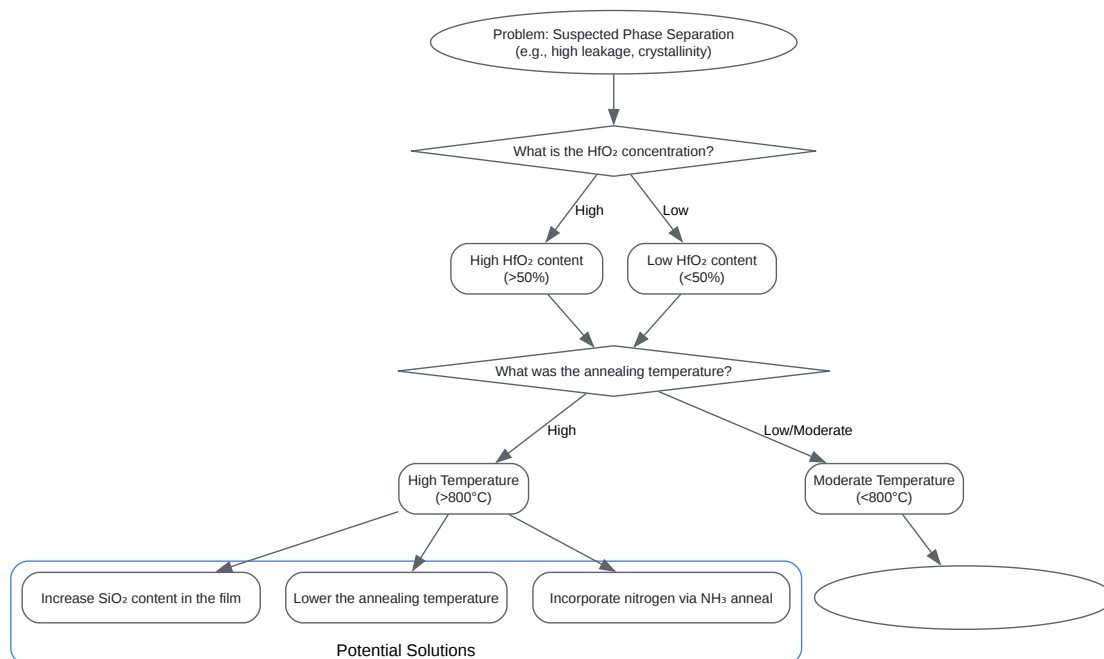 Problem: Suspected Phase Separation
(e.g., high leakage, crystallinity)
What is the HfO₂ concentration?
High
Low
High HfO₂ content
(>50%)
Low HfO₂ content
(<50%)
What was the annealing temperature?
High
Low/Moderate
High Temperature
(>800°C)
Moderate Temperature
(<800°C)
Increase SiO₂ content in the film
Lower the annealing temperature
Incorporate nitrogen via NH₃ anneal
Potential Solutions